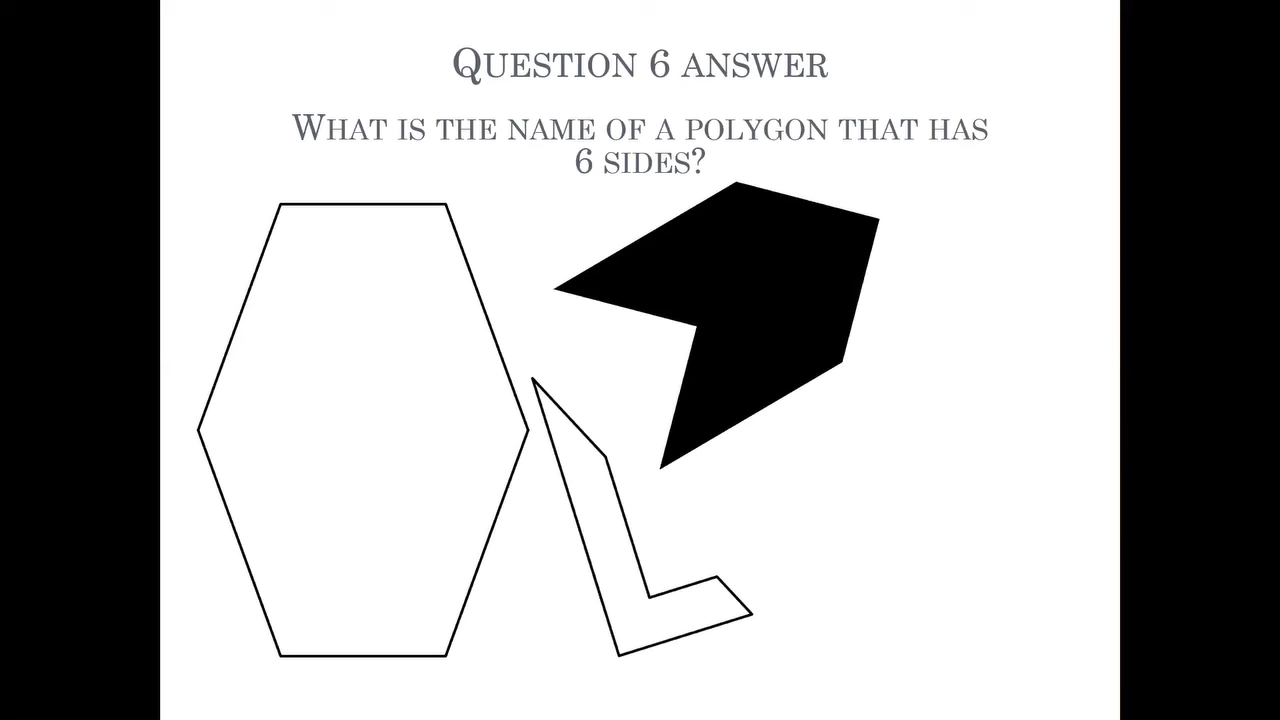 Question 6 answer
What is the name of a polygon that has
6 sides?